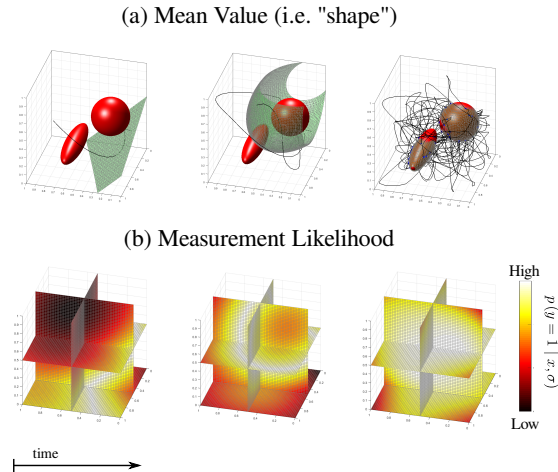 (a) Mean Value (i.e. "shape")
(b) Measurement Likelihood
High
p(y = 1 | x, σ)
Low
time